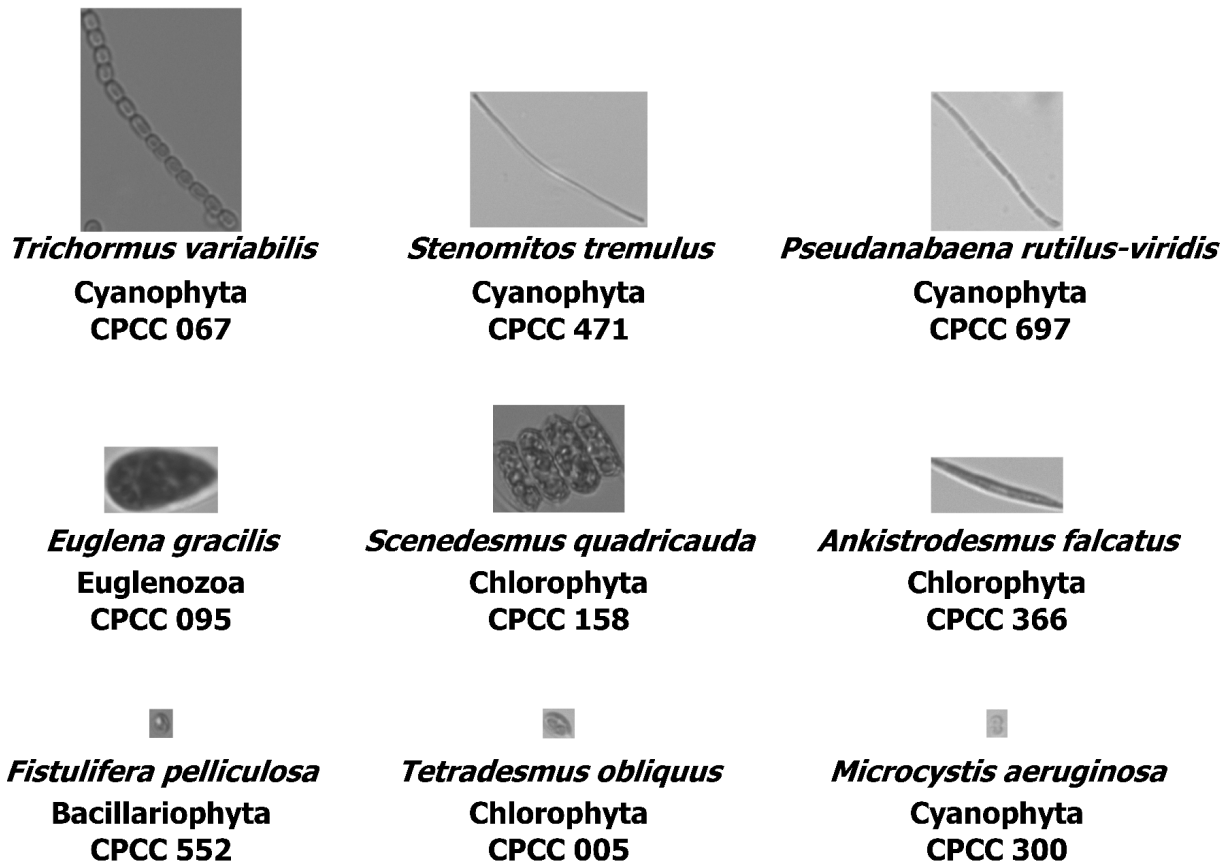 Trichormus variabilis
Cyanophyta
CPCC 067
Stenomitos tremulus
Cyanophyta
CPCC 471
Pseudanabaena rutilus-viridis
Cyanophyta
CPCC 697
Euglena gracilis
Euglenozoa
CPCC 095
Scenedesmus quadricauda
Chlorophyta
CPCC 158
Ankistrodesmus falcatus
Chlorophyta
CPCC 366
Fistulifera pelliculosa
Bacillariophyta
CPCC 552
Tetradesmus obliquus
Chlorophyta
CPCC 005
Microcystis aeruginosa
Cyanophyta
CPCC 300